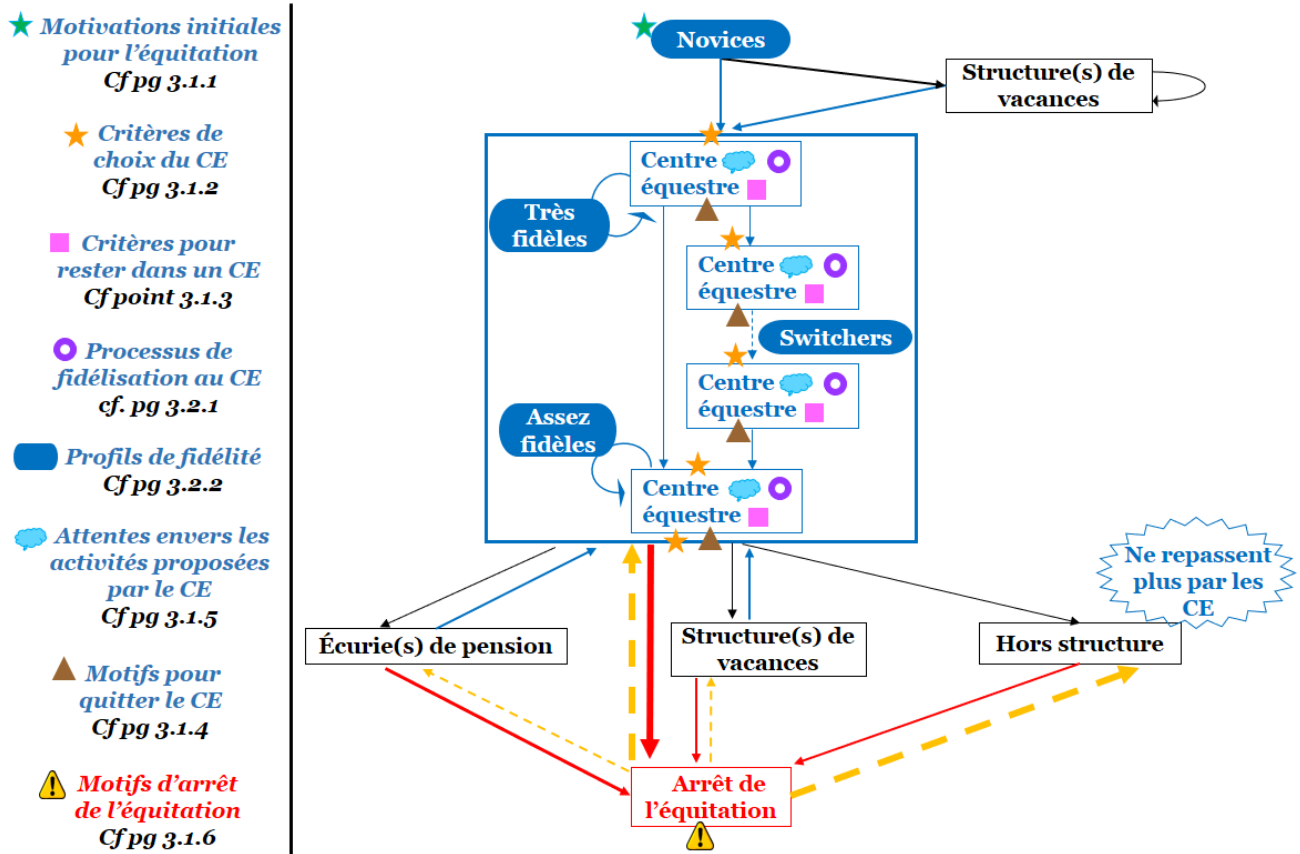 Motivations initiales
pour l'équitation
Cf pg 3.1.1
Critères de
choix du CE
Cf pg 3.1.2
Critères pour
rester dans un CE
Cf point 3.1.3
Processus de
fidélisation au CE
cf. pg 3.2.1
Profils de fidélité
Cf pg 3.2.2
Attentes envers les
activités proposées
par le CE
Cf pg 3.1.5
Motifs pour
quitter le CE
Cf pg 3.1.4
Motifs d'arrêt
de l'équitation
Cf pg 3.1.6
Novices
Structure(s) de
vacances
Centre
équestre
Très
fidèles
Centre
équestre
Switchers
Centre
équestre
Assez
fidèles
Centre
équestre
Ne repassent
plus par les
CE
Écurie(s) de pension
Structure(s) de
vacances
Hors structure
Arrêt de
l'équitation